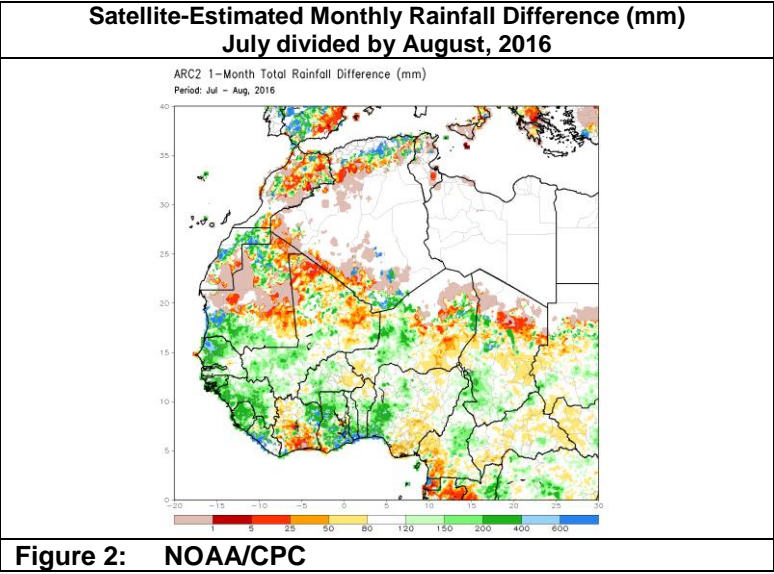 Satellite-Estimated Monthly Rainfall Difference (mm)
July divided by August, 2016
ARC2 1-Month Total Rainfall Difference (mm)
Period: Jul - Aug, 2016
40
35
30
25
20
15
10
5
0
-20 -15 -10 -5 0 5 10 15 20 25 30
1 5 25 50 80 120 150 200 400 600
Figure 2: NOAA/CPC